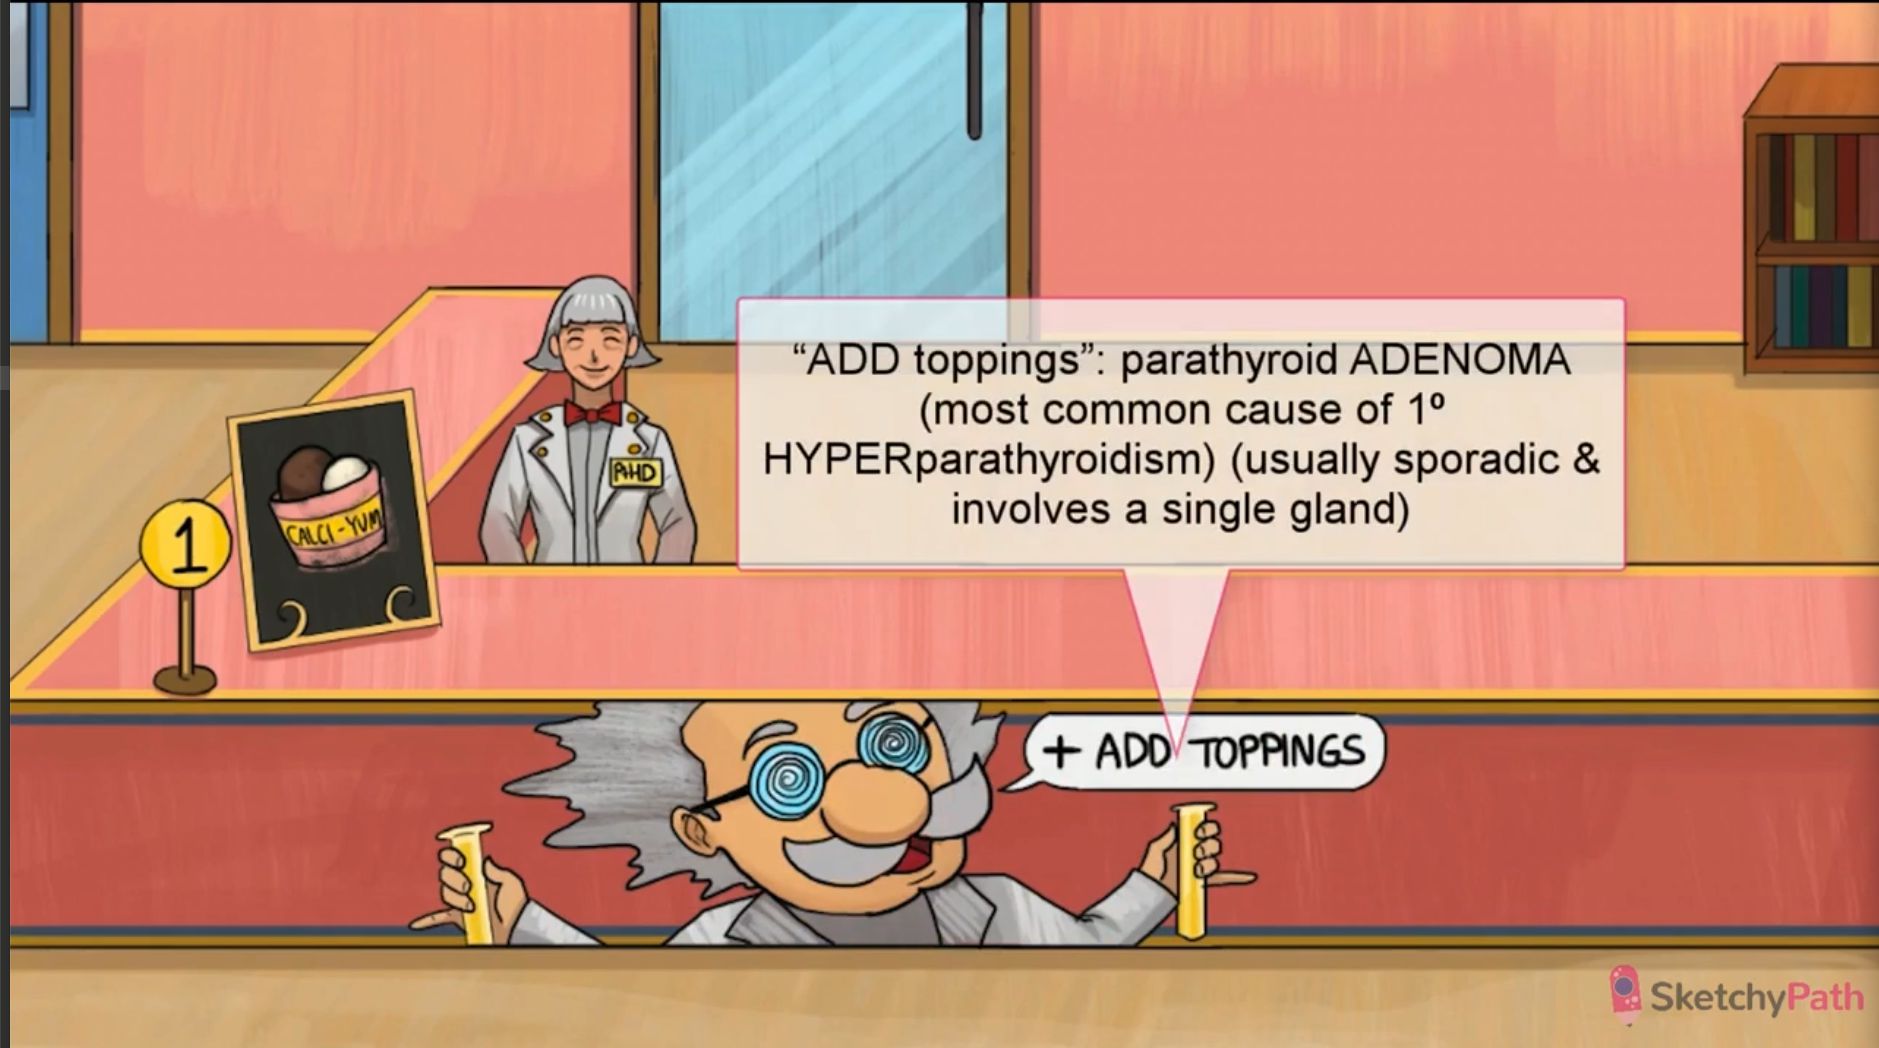 “ADD toppings”: parathyroid ADENOMA
(most common cause of 1º
HYPERparathyroidism) (usually sporadic &
involves a single gland)
AHD
CALCI-YUM
1
+ ADD TOPPINGS
SketchyPath